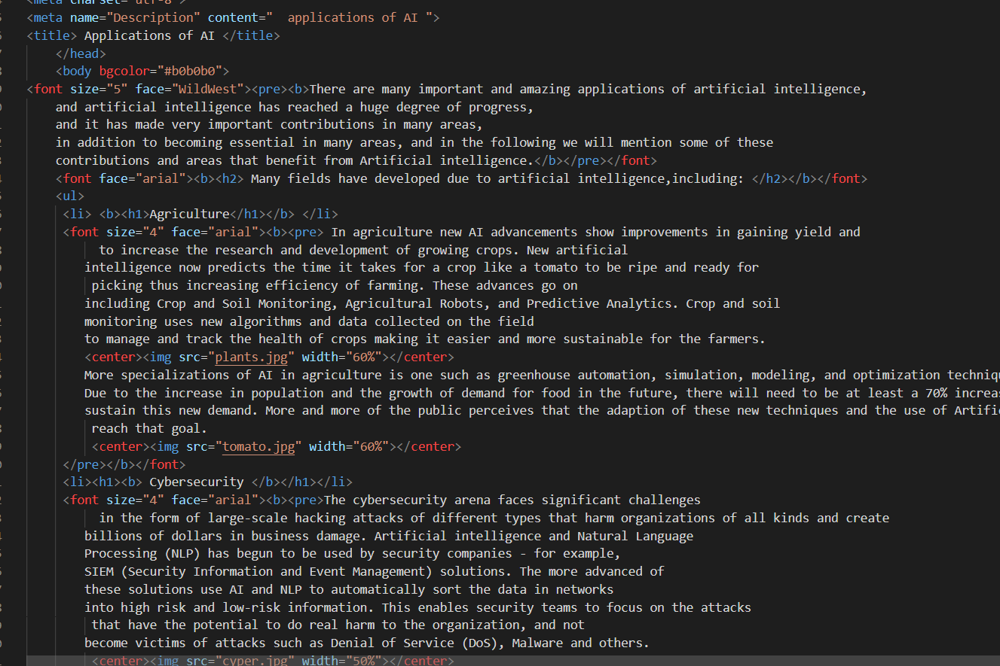 <meta charset="utf-8">
<meta name="Description" content="  applications of AI ">
<title> Applications of AI </title>
</head>
<body bgcolor="#b0b0b0">
<font size="5" face="WildWest"><pre><b>There are many important and amazing applications of artificial intelligence,
and artificial intelligence has reached a huge degree of progress,
and it has made very important contributions in many areas,
in addition to becoming essential in many areas, and in the following we will mention some of these
contributions and areas that benefit from Artificial intelligence.</b></pre></font>
<font face="arial"><b><h2> Many fields have developed due to artificial intelligence,including: </h2></b></font>
<ul>
<li> <b><h1>Agriculture</h1></b> </li>
<font size="4" face="arial"><b><pre> In agriculture new AI advancements show improvements in gaining yield and
to increase the research and development of growing crops. New artificial
intelligence now predicts the time it takes for a crop like a tomato to be ripe and ready for
picking thus increasing efficiency of farming. These advances go on
including Crop and Soil Monitoring, Agricultural Robots, and Predictive Analytics. Crop and soil
monitoring uses new algorithms and data collected on the field
to manage and track the health of crops making it easier and more sustainable for the farmers.
<center><img src="plants.jpg" width="60%"></center>
More specializations of AI in agriculture is one such as greenhouse automation, simulation, modeling, and optimization techniqu
Due to the increase in population and the growth of demand for food in the future, there will need to be at least a 70% increas
sustain this new demand. More and more of the public perceives that the adaption of these new techniques and the use of Artific
reach that goal.
<center><img src="tomato.jpg" width="60%"></center>
</pre></b></font>
<li><h1><b> Cybersecurity </b></h1></li>
<font size="4" face="arial"><b><pre>The cybersecurity arena faces significant challenges
in the form of large-scale hacking attacks of different types that harm organizations of all kinds and create
billions of dollars in business damage. Artificial intelligence and Natural Language
Processing (NLP) has begun to be used by security companies - for example,
SIEM (Security Information and Event Management) solutions. The more advanced of
these solutions use AI and NLP to automatically sort the data in networks
into high risk and low-risk information. This enables security teams to focus on the attacks
that have the potential to do real harm to the organization, and not
become victims of attacks such as Denial of Service (DoS), Malware and others.
<center><img src="cyper.jpg" width="50%"></center>